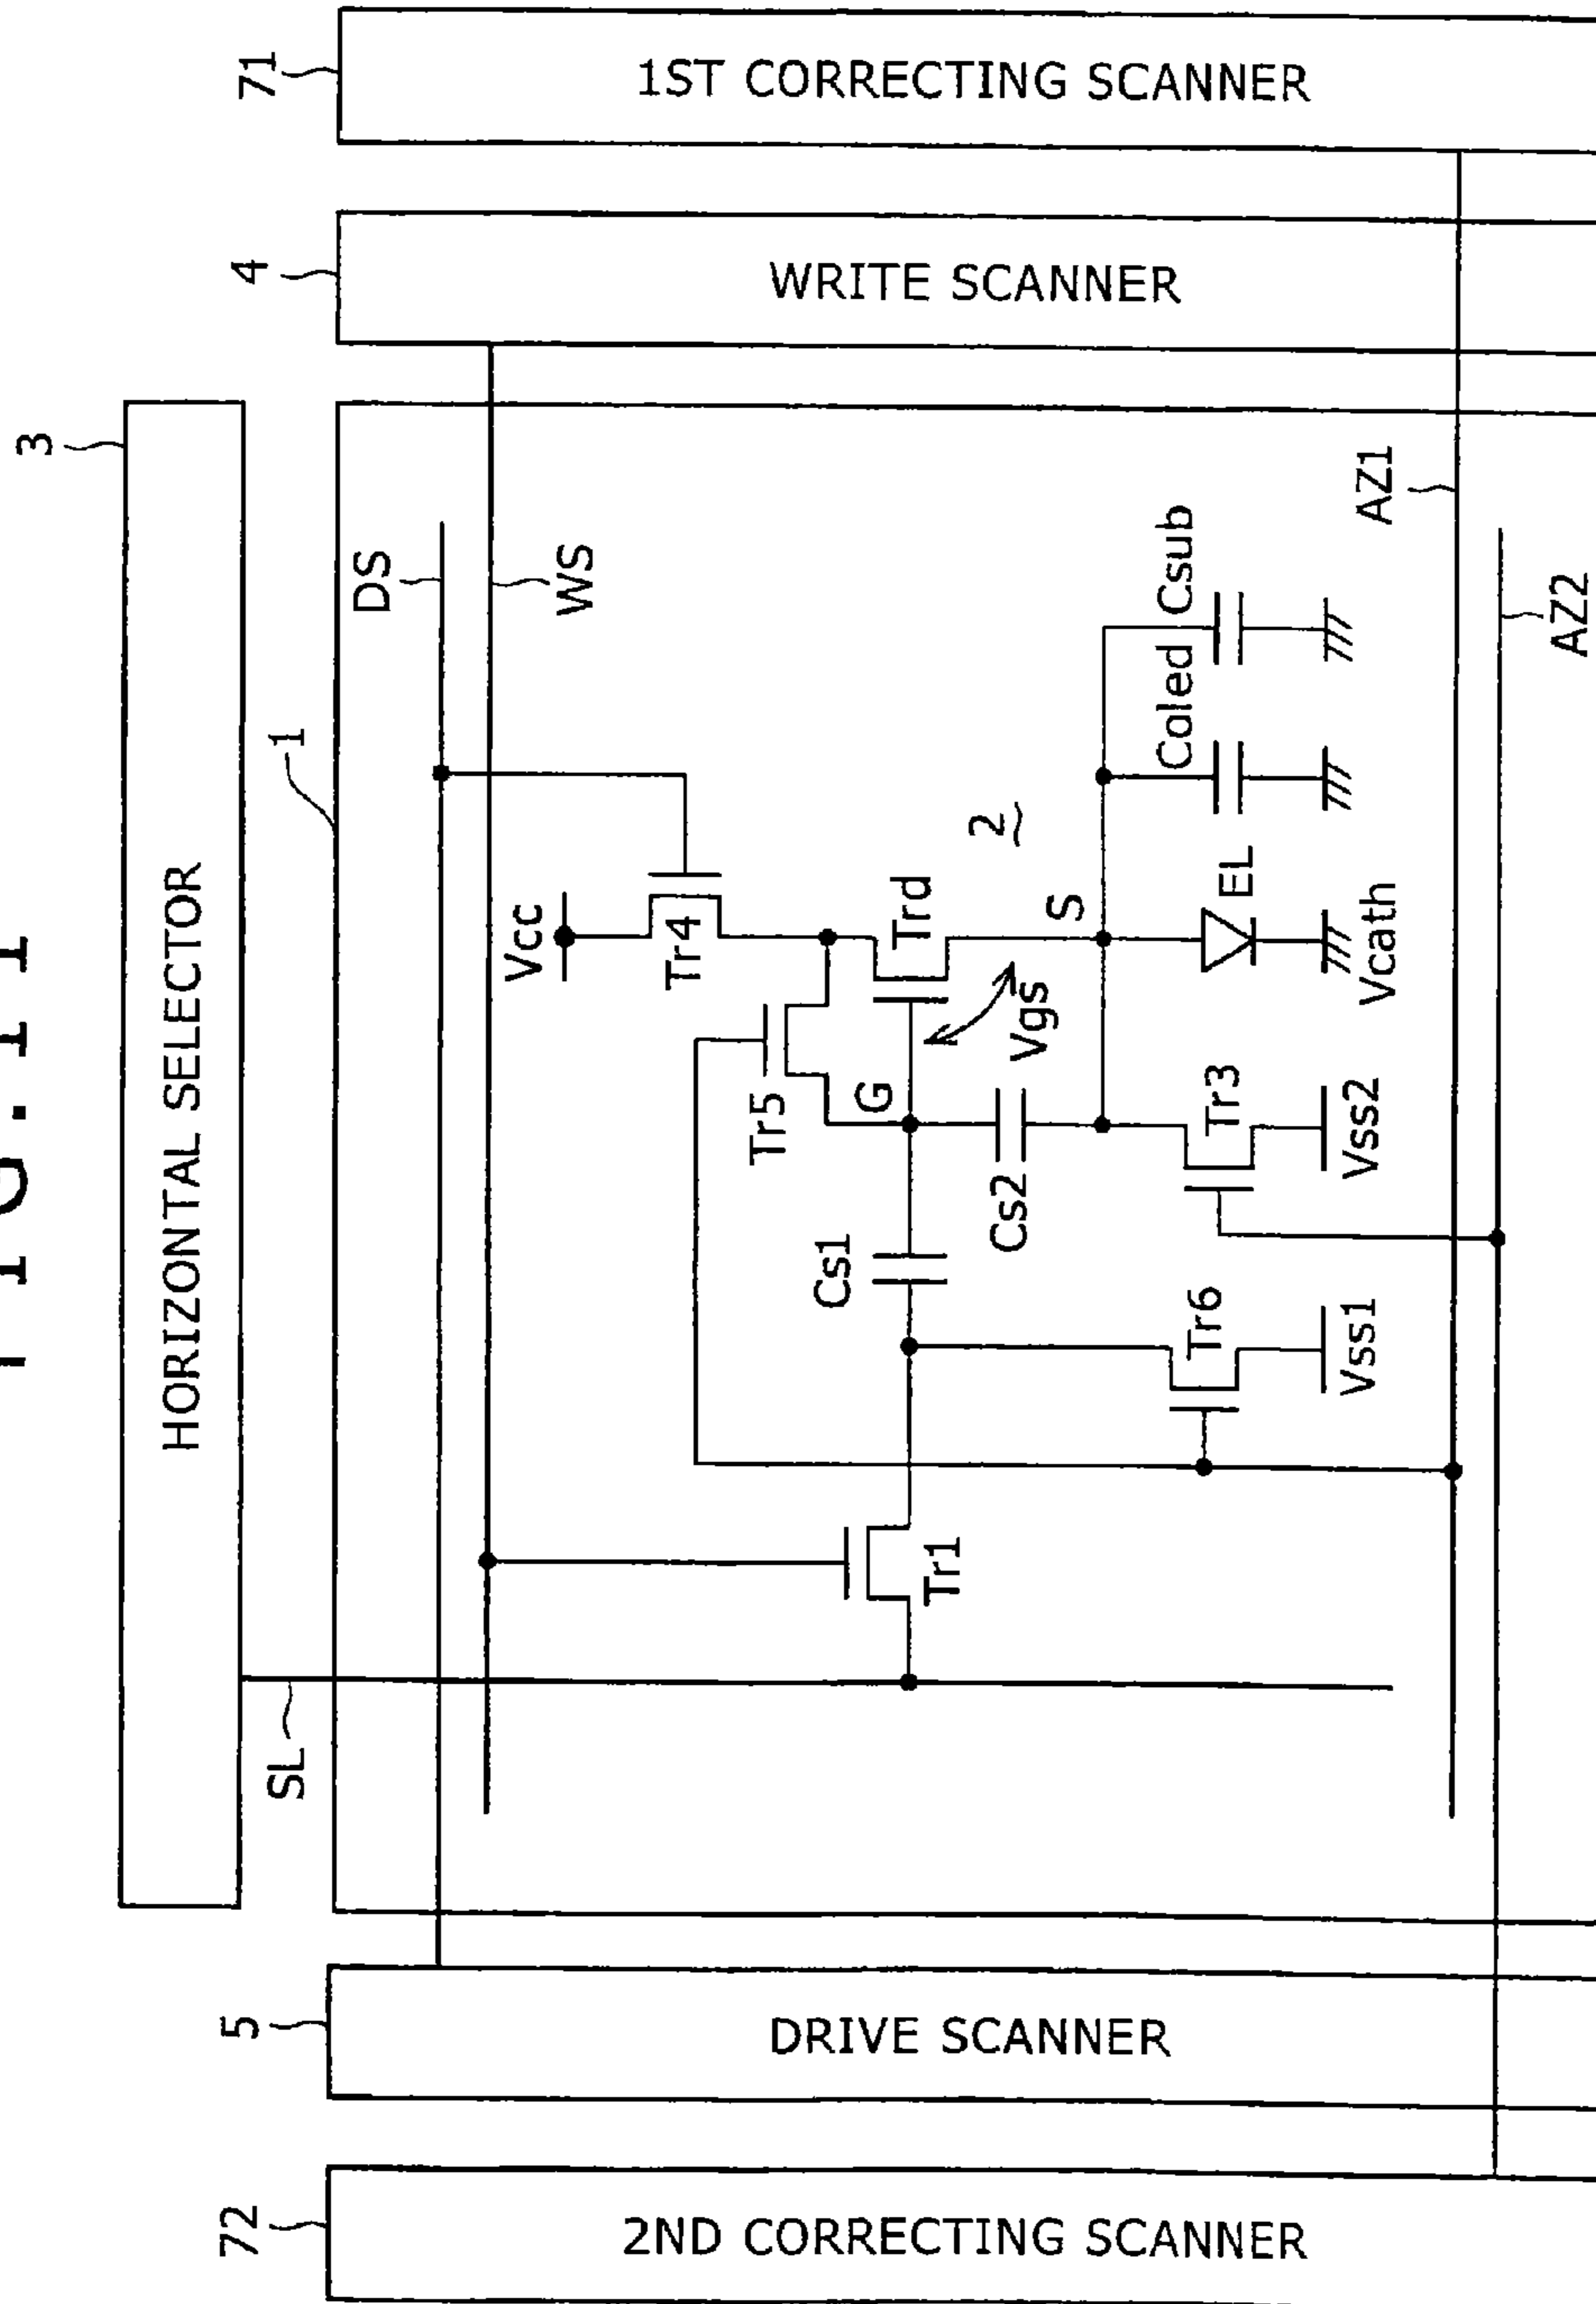 3
HORIZONTAL SELECTOR
71
1ST CORRECTING SCANNER
4
WRITE SCANNER
1
SL
DS
WS
Vcc
Tr4
Tr5
Trd
G
Vgs
S
2
Cs1
Cs2
Tr1
Tr6
Tr3
EL
Coled
Csub
Vss1
Vss2
Vcath
AZ1
AZ2
5
DRIVE SCANNER
72
2ND CORRECTING SCANNER